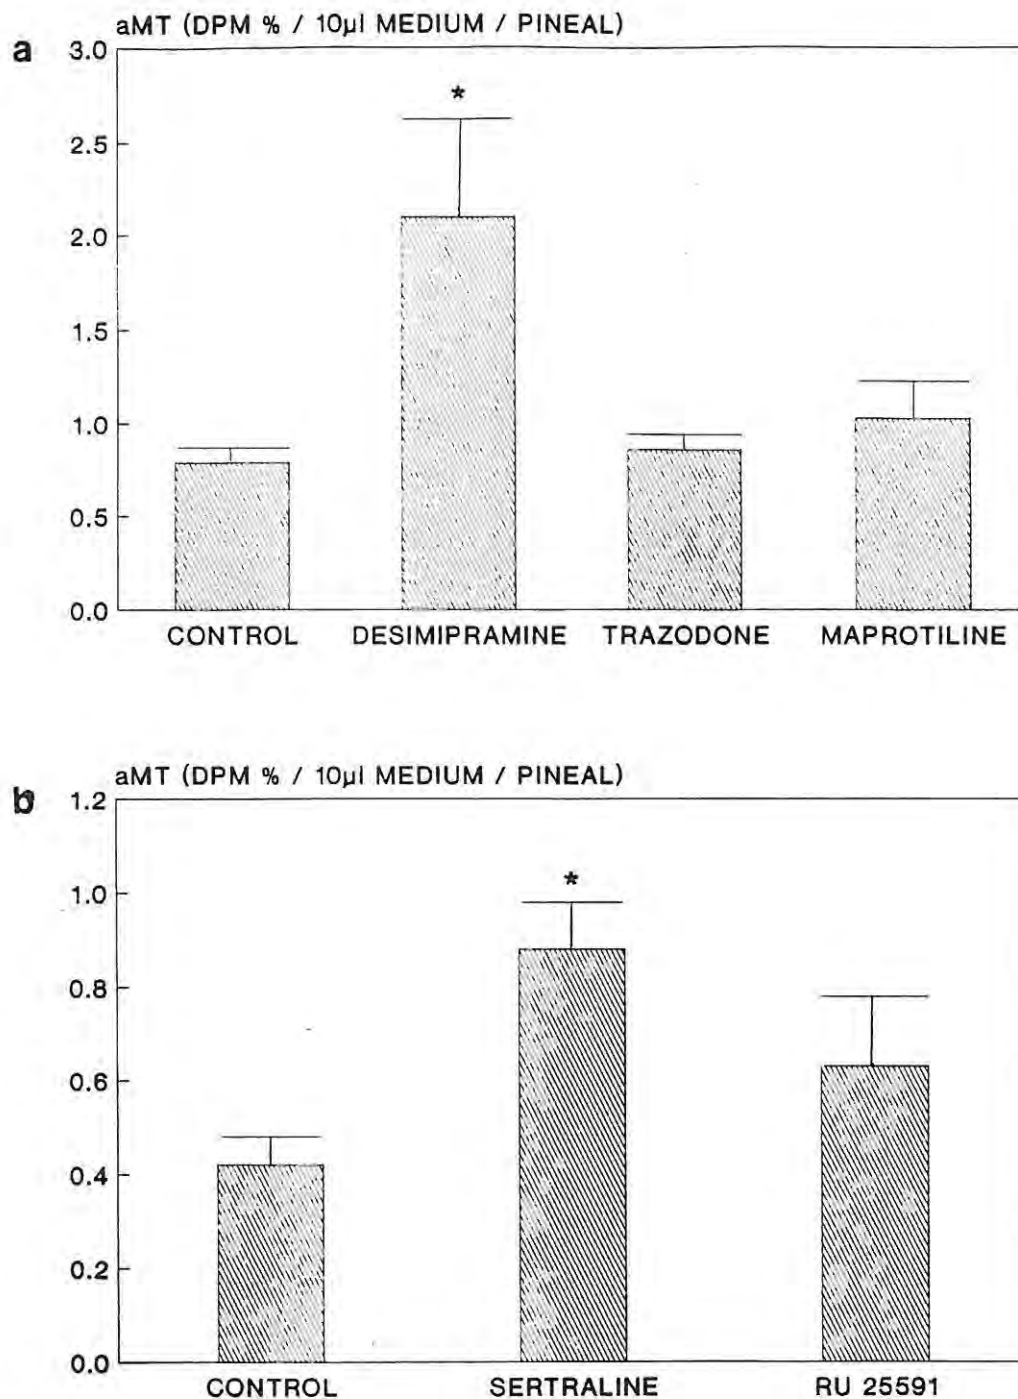 a
aMT (DPM % / 10µl MEDIUM / PINEAL)
3.0
*
2.5
2.0
1.5
1.0
0.5
0.0
CONTROL DESIMIPRAMINE TRAZODONE MAPROTILINE
b
aMT (DPM % / 10µl MEDIUM / PINEAL)
1.2
*
1.0
0.8
0.6
0.4
0.2
0.0
CONTROL SERTRALINE RU 25591